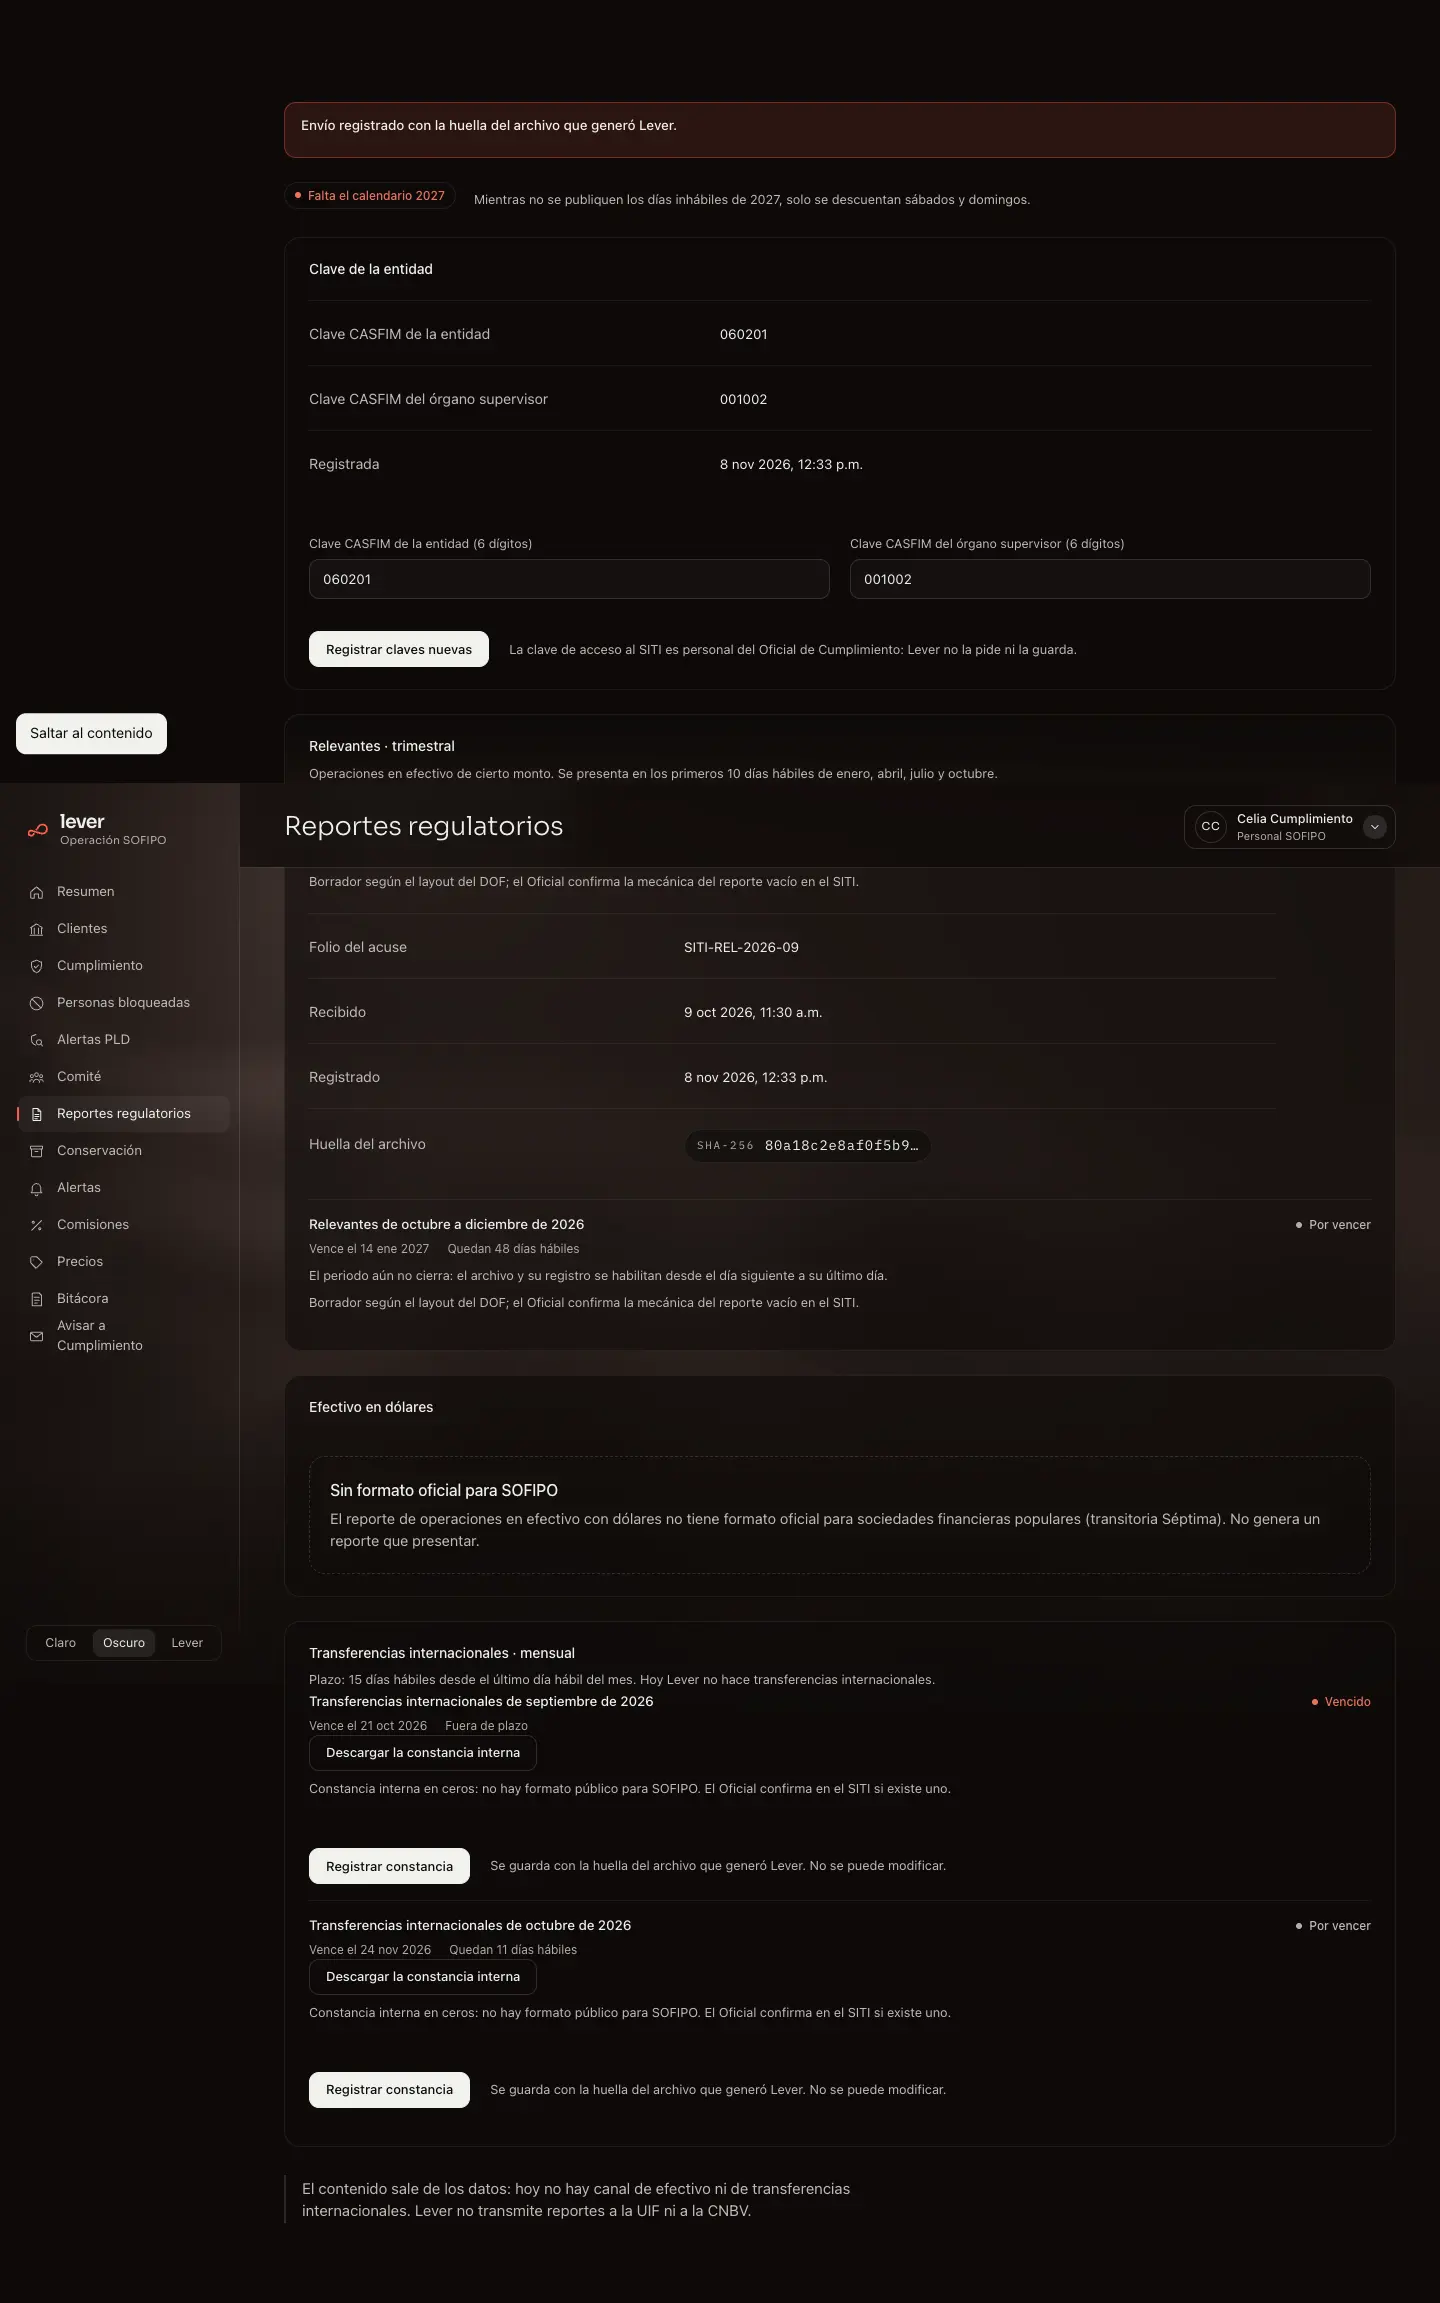 Envío registrado con la huella del archivo que generó Lever.
Falta el calendario 2027
Mientras no se publiquen los días inhábiles de 2027, solo se descuentan sábados y domingos.
Clave de la entidad
Clave CASFIM de la entidad
060201
Clave CASFIM del órgano supervisor
001002
Registrada
8 nov 2026, 12:33 p.m.
Clave CASFIM de la entidad (6 dígitos)
Clave CASFIM del órgano supervisor (6 dígitos)
060201
001002
Registrar claves nuevas
La clave de acceso al SITI es personal del Oficial de Cumplimiento: Lever no la pide ni la guarda.
Saltar al contenido
Relevantes · trimestral
Operaciones en efectivo de cierto monto. Se presenta en los primeros 10 días hábiles de enero, abril, julio y octubre.
lever
Operación SOFIPO
Reportes regulatorios
CC
Celia Cumplimiento
Personal SOFIPO
Resumen
Clientes
Cumplimiento
Personas bloqueadas
Alertas PLD
Comité
Reportes regulatorios
Conservación
Alertas
Comisiones
Precios
Bitácora
Avisar a
Cumplimiento
Claro
Oscuro
Lever
Borrador según el layout del DOF; el Oficial confirma la mecánica del reporte vacío en el SITI.
Folio del acuse
SITI-REL-2026-09
Recibido
9 oct 2026, 11:30 a.m.
Registrado
8 nov 2026, 12:33 p.m.
Huella del archivo
SHA-256 80a18c2e8af0f5b9…
Relevantes de octubre a diciembre de 2026
Por vencer
Vence el 14 ene 2027
Quedan 48 días hábiles
El periodo aún no cierra: el archivo y su registro se habilitan desde el día siguiente a su último día.
Borrador según el layout del DOF; el Oficial confirma la mecánica del reporte vacío en el SITI.
Efectivo en dólares
Sin formato oficial para SOFIPO
El reporte de operaciones en efectivo con dólares no tiene formato oficial para sociedades financieras populares (transitoria Séptima). No genera un
reporte que presentar.
Transferencias internacionales · mensual
Plazo: 15 días hábiles desde el último día hábil del mes. Hoy Lever no hace transferencias internacionales.
Transferencias internacionales de septiembre de 2026
Vencido
Vence el 21 oct 2026
Fuera de plazo
Descargar la constancia interna
Constancia interna en ceros: no hay formato público para SOFIPO. El Oficial confirma en el SITI si existe uno.
Registrar constancia
Se guarda con la huella del archivo que generó Lever. No se puede modificar.
Transferencias internacionales de octubre de 2026
Por vencer
Vence el 24 nov 2026
Quedan 11 días hábiles
Descargar la constancia interna
Constancia interna en ceros: no hay formato público para SOFIPO. El Oficial confirma en el SITI si existe uno.
Registrar constancia
Se guarda con la huella del archivo que generó Lever. No se puede modificar.
El contenido sale de los datos: hoy no hay canal de efectivo ni de transferencias
internacionales. Lever no transmite reportes a la UIF ni a la CNBV.